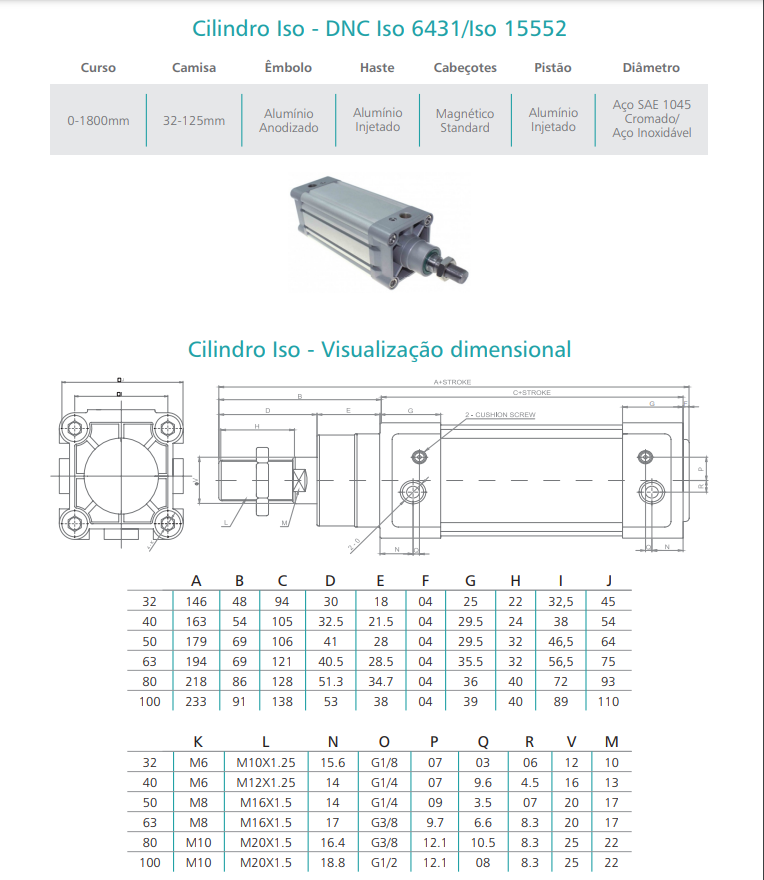 Cilindro Iso - DNC Iso 6431/Iso 15552
Curso Camisa Êmbolo Haste Cabeçotes Pistão Diâmetro
0-1800mm 32-125mm Alumínio Anodizado Alumínio Injetado Magnético Standard Alumínio Injetado Aço SAE 1045 Cromado/ Aço Inoxidável
Cilindro Iso - Visualização dimensional
A+STROKE
B C+STROKE
D E G G F
H 2 - CUSHION SCREW
V P
R
L M
2 - O
N Q Q N
A B C D E F G H I J
32 146 48 94 30 18 04 25 22 32,5 45
40 163 54 105 32.5 21.5 04 29.5 24 38 54
50 179 69 106 41 28 04 29.5 32 46,5 64
63 194 69 121 40.5 28.5 04 35.5 32 56,5 75
80 218 86 128 51.3 34.7 04 36 40 72 93
100 233 91 138 53 38 04 39 40 89 110
K L N O P Q R V M
32 M6 M10X1.25 15.6 G1/8 07 03 06 12 10
40 M6 M12X1.25 14 G1/4 07 9.6 4.5 16 13
50 M8 M16X1.5 14 G1/4 09 3.5 07 20 17
63 M8 M16X1.5 17 G3/8 9.7 6.6 8.3 20 17
80 M10 M20X1.5 16.4 G3/8 12.1 10.5 8.3 25 22
100 M10 M20X1.5 18.8 G1/2 12.1 08 8.3 25 22